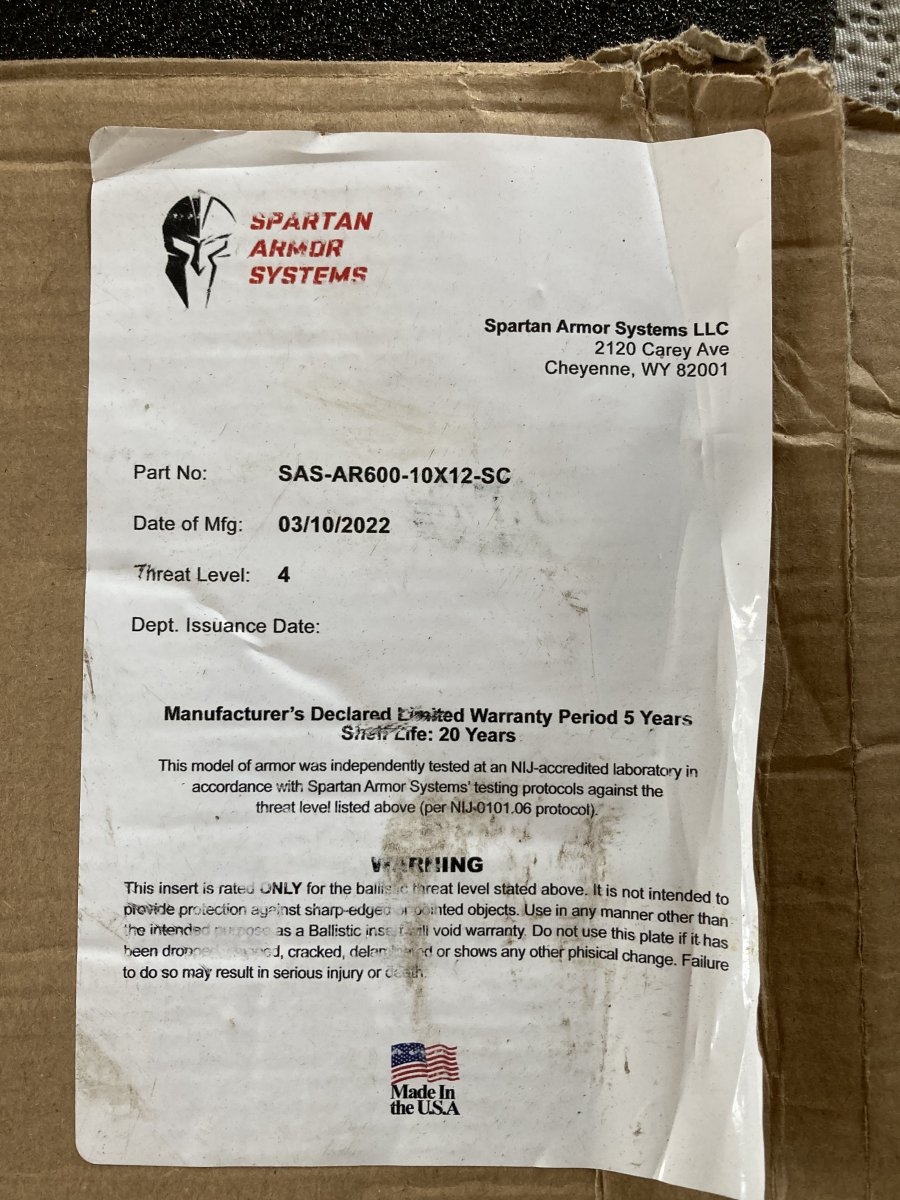 SPARTAN
ARMOR
SYSTEMS
Spartan Armor Systems LLC
2120 Carey Ave
Cheyenne, WY 82001
Part No: SAS-AR600-10X12-SC
Date of Mfg: 03/10/2022
Threat Level: 4
Dept. Issuance Date:
Manufacturer's Declared Limited Warranty Period 5 Years
Shelf Life: 20 Years
This model of armor was independently tested at an NIJ-accredited laboratory in
accordance with Spartan Armor Systems' testing protocols against the
threat level listed above (per NIJ-0101.06 protocol).
WARNING
This insert is rated ONLY for the ballistic threat level stated above. It is not intended to
provide protection against sharp-edged or pointed objects. Use in any manner other than
the intended purpose as a Ballistic insert will void warranty. Do not use this plate if it has
been dropped, cracked, delaminated or shows any other phisical change. Failure
to do so may result in serious injury or death.
Made In
the U.S.A